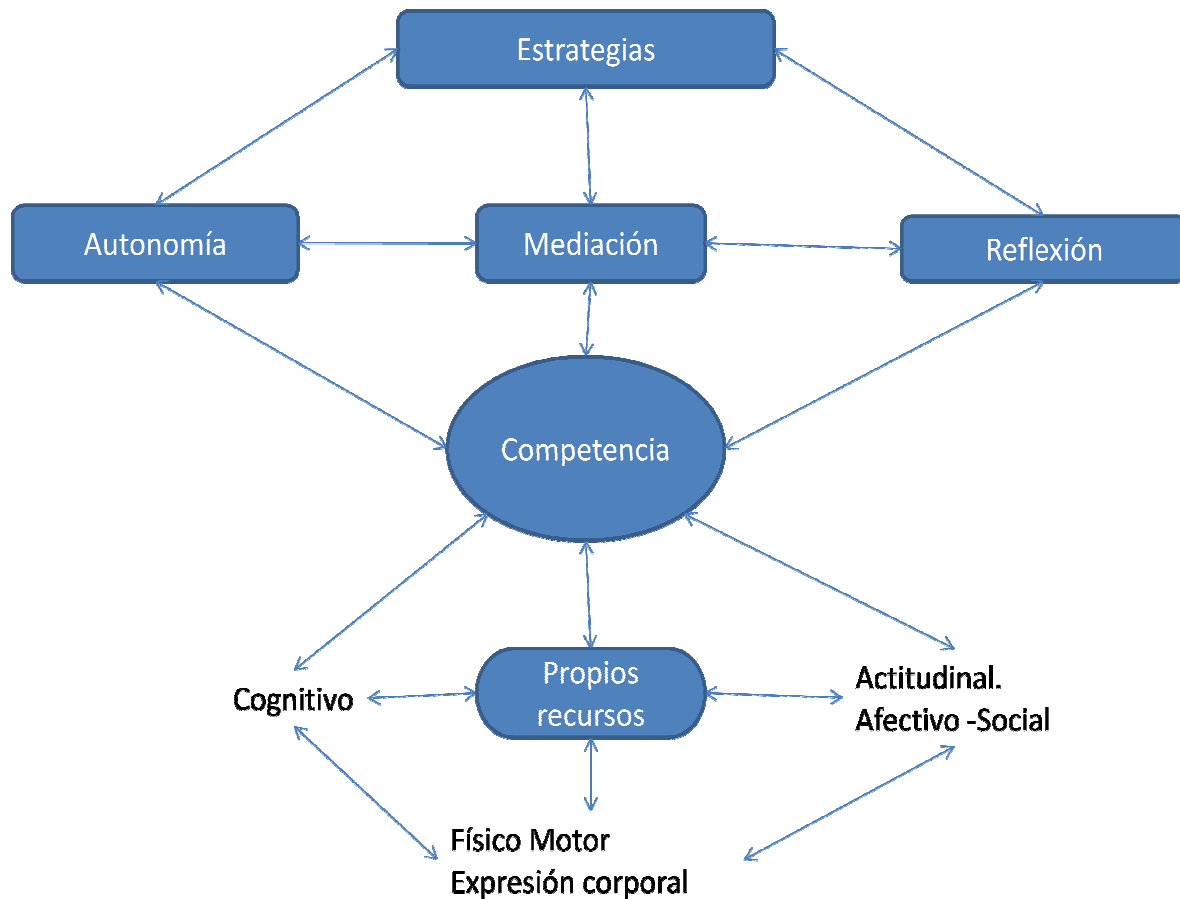 Estrategias
Autonomía
Mediación
Reflexión
Competencia
Cognitivo
Propios
recursos
Actitudinal.
Afectivo -Social
Físico Motor
Expresión corporal